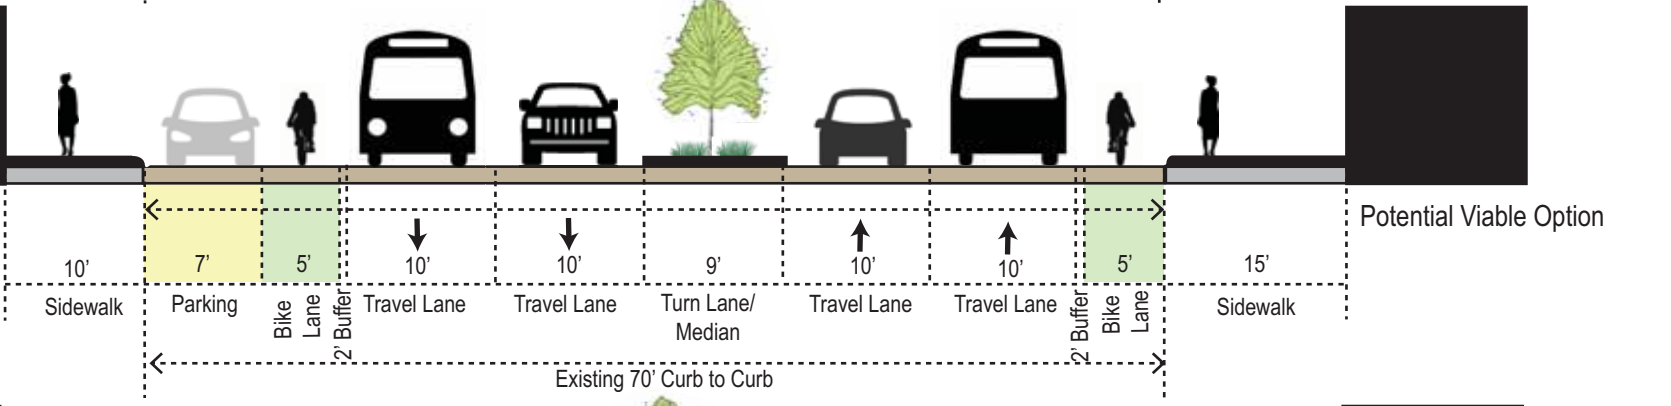 Potential Viable Option
10’ 7’ 5’ 10’ 10’ 9’ 10’ 10’ 5’ 15’
Sidewalk
Parking
Bike
Lane
2’ Buffer
Travel Lane
Travel Lane
Turn Lane/
Median
Travel Lane
Travel Lane
2’ Buffer
Bike
Lane
Sidewalk
Existing 70’ Curb to Curb